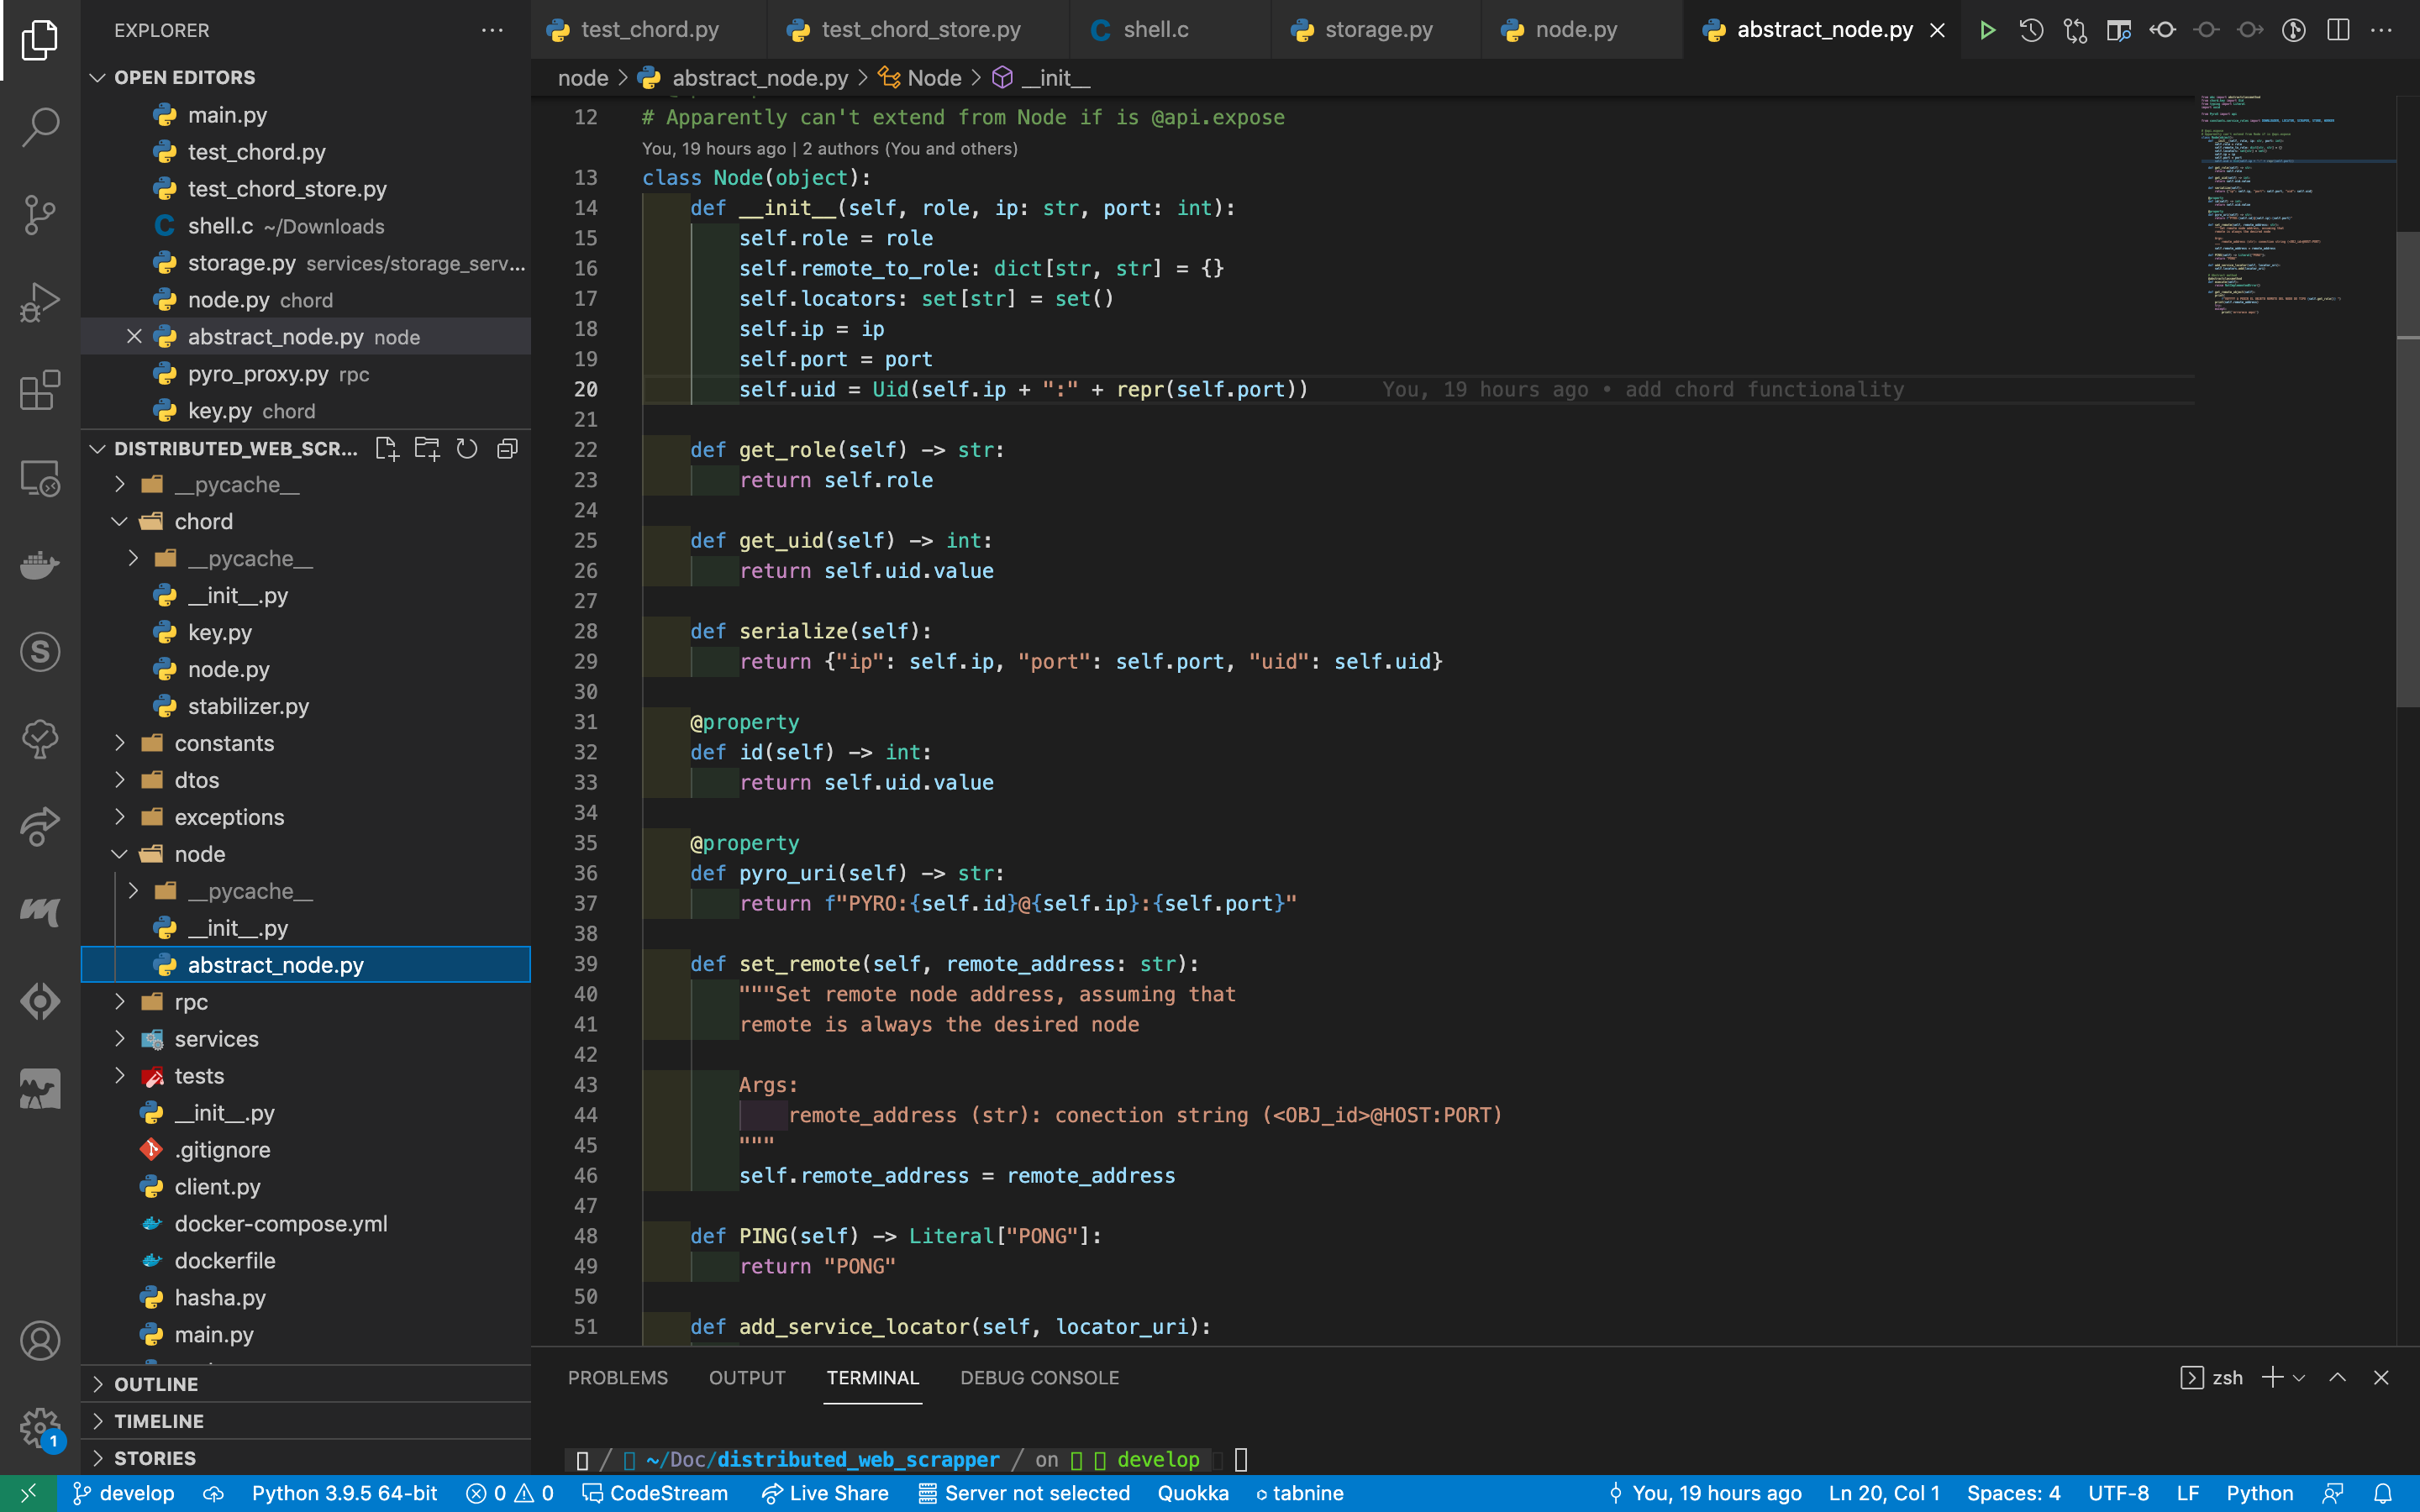 EXPLORER
OPEN EDITORS
main.py
test_chord.py
test_chord_store.py
shell.c ~/Downloads
storage.py services/storage_serv...
node.py chord
abstract_node.py node
pyro_proxy.py rpc
key.py chord
DISTRIBUTED_WEB_SCR...
__pycache__
chord
__pycache__
__init__.py
key.py
node.py
stabilizer.py
constants
dtos
exceptions
node
__pycache__
__init__.py
abstract_node.py
rpc
services
tests
__init__.py
.gitignore
client.py
docker-compose.yml
dockerfile
hasha.py
main.py
OUTLINE
TIMELINE
STORIES
1
test_chord.py test_chord_store.py shell.c storage.py node.py abstract_node.py
node > abstract_node.py > Node > __init__
12 # Apparently can't extend from Node if is @api.expose
You, 19 hours ago | 2 authors (You and others)
13 class Node(object):
14 def __init__(self, role, ip: str, port: int):
15 self.role = role
16 self.remote_to_role: dict[str, str] = {}
17 self.locators: set[str] = set()
18 self.ip = ip
19 self.port = port
20 self.uid = Uid(self.ip + ":" + repr(self.port)) You, 19 hours ago • add chord functionality
21
22 def get_role(self) -> str:
23 return self.role
24
25 def get_uid(self) -> int:
26 return self.uid.value
27
28 def serialize(self):
29 return {"ip": self.ip, "port": self.port, "uid": self.uid}
30
31 @property
32 def id(self) -> int:
33 return self.uid.value
34
35 @property
36 def pyro_uri(self) -> str:
37 return f"PYRO:{self.id}@{self.ip}:{self.port}"
38
39 def set_remote(self, remote_address: str):
40 """Set remote node address, assuming that
41 remote is always the desired node
42
43 Args:
44 remote_address (str): conection string (<OBJ_id>@HOST:PORT)
45 """
46 self.remote_address = remote_address
47
48 def PING(self) -> Literal["PONG"]:
49 return "PONG"
50
51 def add_service_locator(self, locator_uri):
PROBLEMS OUTPUT TERMINAL DEBUG CONSOLE
zsh
/ ~/Doc/distributed_web_scrapper / on develop
develop Python 3.9.5 64-bit 0 0 CodeStream Live Share Server not selected Quokka tabnine You, 19 hours ago Ln 20, Col 1 Spaces: 4 UTF-8 LF Python